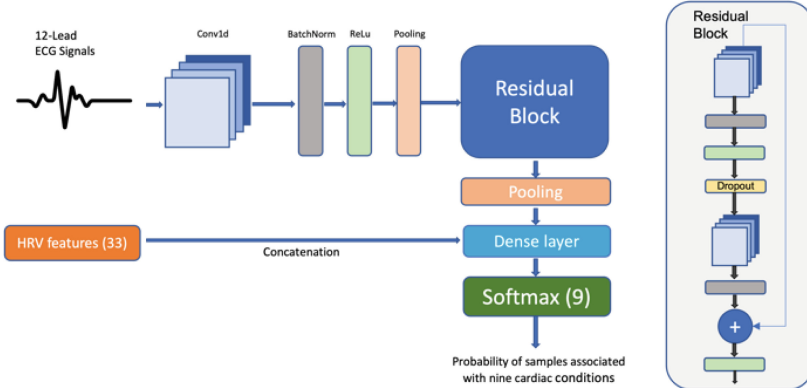 12-Lead
ECG Signals
Conv1d
BatchNorm
ReLu
Pooling
Residual
Block
Pooling
HRV features (33)
Concatenation
Dense layer
Softmax (9)
Probability of samples associated
with nine cardiac conditions
Residual
Block
Dropout
+